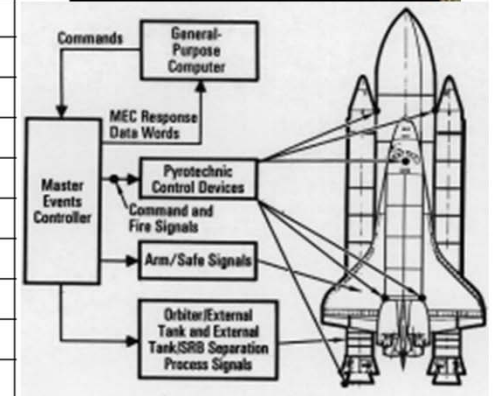 Commands
General-
Purpose
Computer
MEC Response
Data Words
Master
Events
Controller
Pyrotechnic
Control Devices
Command and
Fire Signals
Arm/Safe Signals
Orbiter/External
Tank and External
Tank/SRB Separation
Process Signals